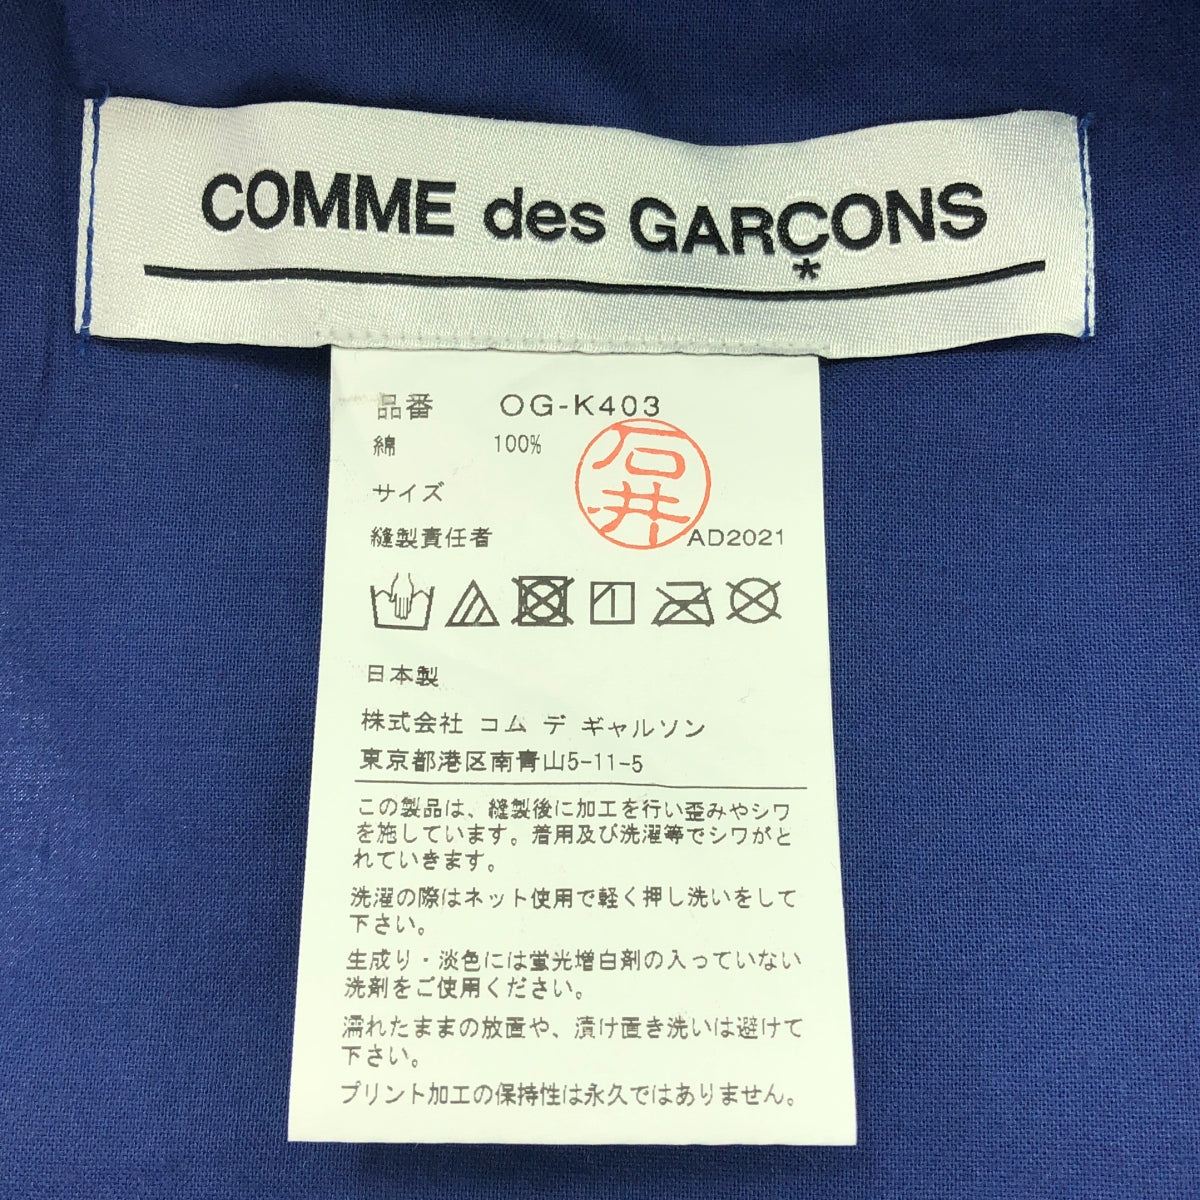 COMME des GARÇONS
*
品番 OG-K403
綿 100%
石井
サイズ
縫製責任者 AD2021
1
日本製
株式会社 コム デ ギャルソン
東京都港区南青山5-11-5
この製品は、縫製後に加工を行い歪みやシワ
を施しています。着用及び洗濯等でシワがと
れていきます。
洗濯の際はネット使用で軽く押し洗いをして
下さい。
生成り・淡色には蛍光増白剤の入っていない
洗剤をご使用ください。
濡れたままの放置や、漬け置き洗いは避けて
下さい。
プリント加工の保持性は永久ではありません。